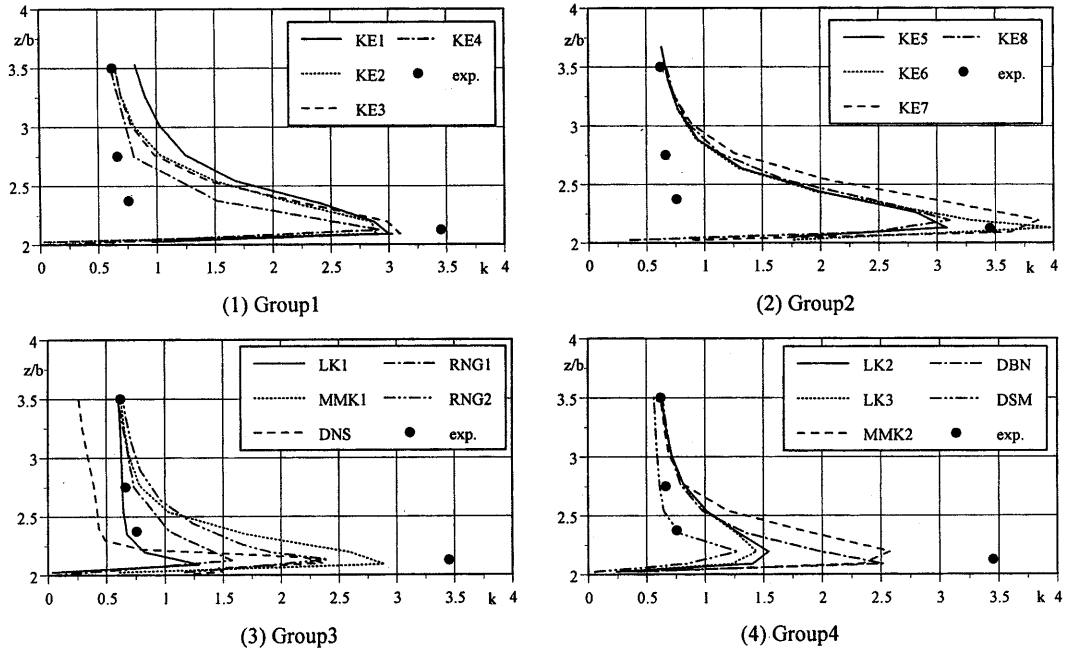 4
z/b
3.5
3
2.5
2
0 0.5 1 1.5 2 2.5 3 3.5 k 4
KE1 KE4
KE2 exp.
KE3
(1) Group1
4
z/b
3.5
3
2.5
2
0 0.5 1 1.5 2 2.5 3 3.5 k 4
KE5 KE8
KE6 exp.
KE7
(2) Group2
4
z/b
3.5
3
2.5
2
0 0.5 1 1.5 2 2.5 3 3.5 k 4
LK1 RNG1
MMK1 RNG2
DNS exp.
(3) Group3
4
z/b
3.5
3
2.5
2
0 0.5 1 1.5 2 2.5 3 3.5 k 4
LK2 DBN
LK3 DSM
MMK2 exp.
(4) Group4